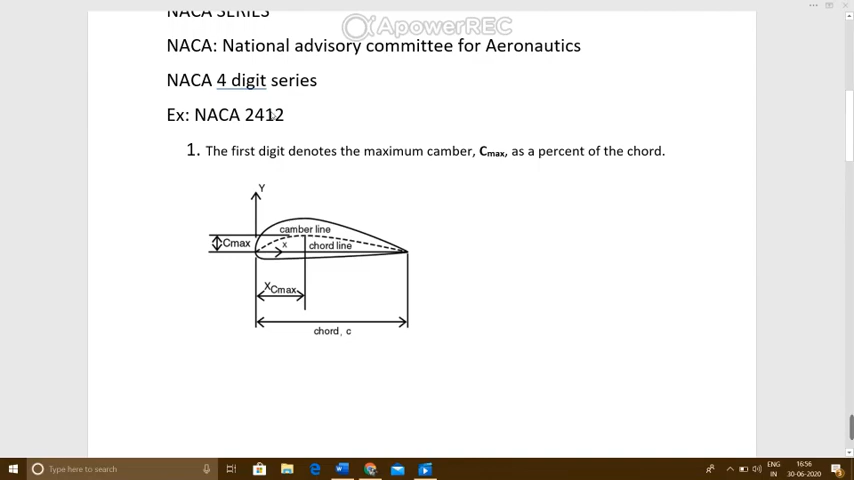 NACA SERIES
ApowerREC
NACA: National advisory committee for Aeronautics
NACA 4 digit series
Ex: NACA 2412
1. The first digit denotes the maximum camber, Cmax, as a percent of the chord.
Y
camber line
Cmax
x
chord line
XCmax
chord, c
Type here to search
ENG
16:56
IN
30-06-2020
3